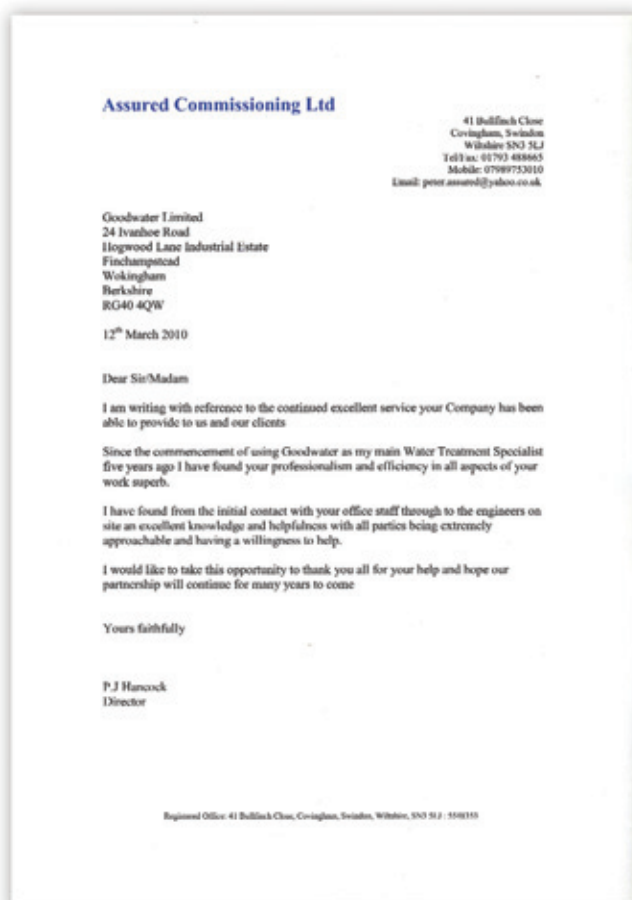 Assured Commissioning Ltd
41 Bullfinch Close
Covingham, Swindon
Wiltshire SN3 5LJ
Tel/Fax: 01793 488665
Mobile: 07989753010
Email: peter.assured@yahoo.co.uk
Goodwater Limited
24 Ivanhoe Road
Hogwood Lane Industrial Estate
Finchampstead
Wokingham
Berkshire
RG40 4QW
12th March 2010
Dear Sir/Madam
I am writing with reference to the continued excellent service your Company has been
able to provide to us and our clients
Since the commencement of using Goodwater as my main Water Treatment Specialist
five years ago I have found your professionalism and efficiency in all aspects of your
work superb.
I have found from the initial contact with your office staff through to the engineers on
site an excellent knowledge and helpfulness with all parties being extremely
approachable and having a willingness to help.
I would like to take this opportunity to thank you all for your help and hope our
partnership will continue for many years to come
Yours faithfully
P.J Hancock
Director
Registered Office: 41 Bullfinch Close, Covingham, Swindon, Wiltshire, SN3 5LJ :